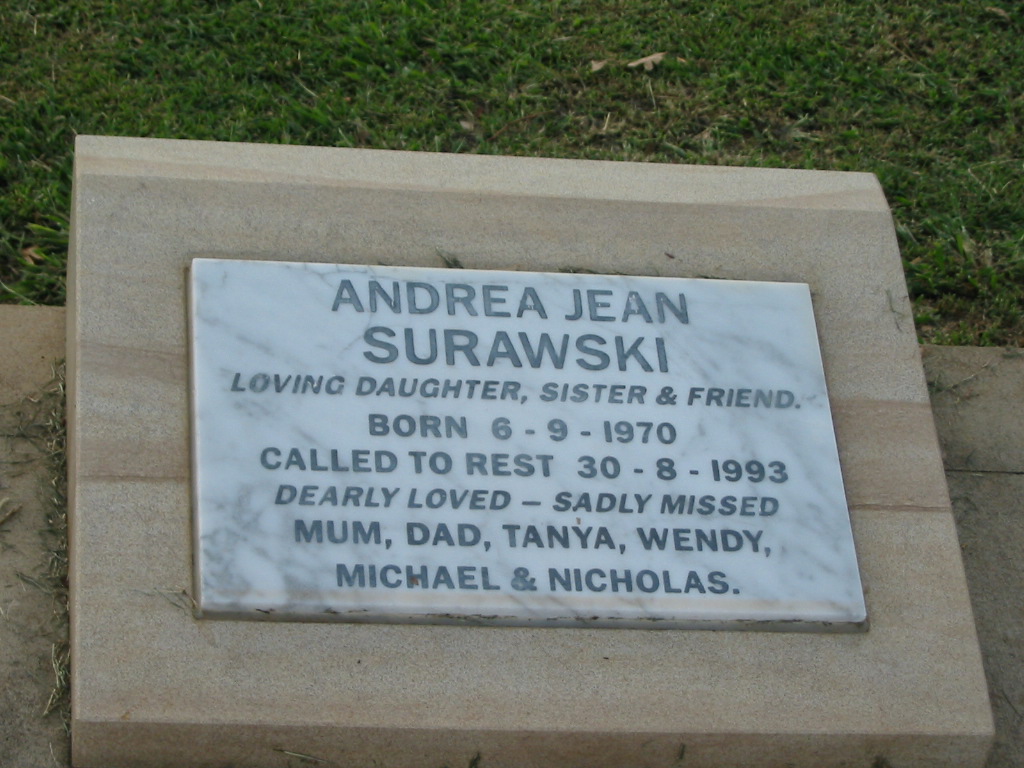 ANDREA JEAN
SURAWSKI
LOVING DAUGHTER, SISTER & FRIEND.
BORN 6 - 9 - 1970
CALLED TO REST 30 - 8 - 1993
DEARLY LOVED – SADLY MISSED
MUM, DAD, TANYA, WENDY,
MICHAEL & NICHOLAS.